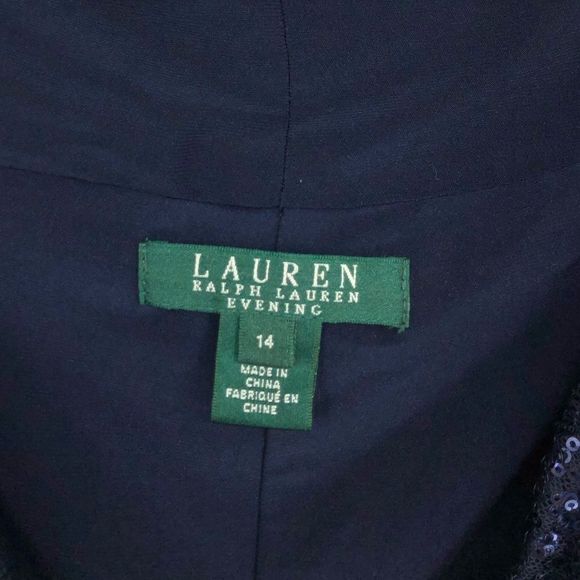 LAUREN
RALPH LAUREN
EVENING
14
MADE IN
CHINA
FABRIQUÉ EN
CHINE